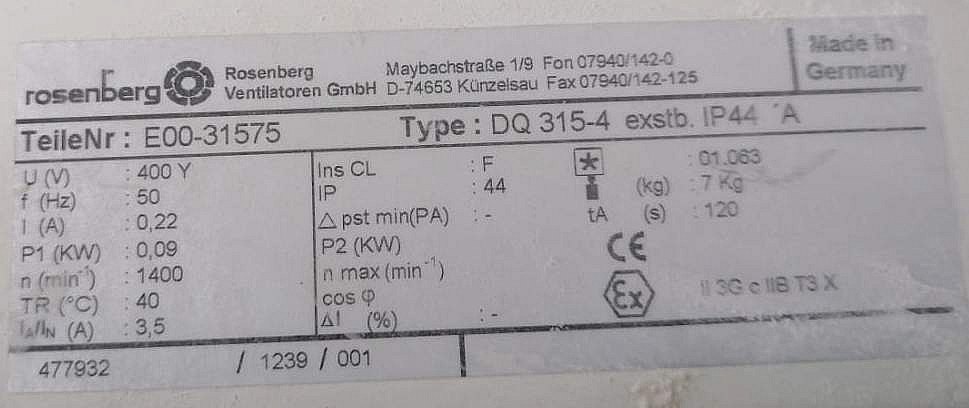 rosenberg Rosenberg Ventilatoren GmbH
Maybachstraße 1/9 Fon 07940/142-0
D-74653 Künzelsau Fax 07940/142-125
Made in
Germany
TeileNr : E00-31575 Type : DQ 315-4 exstb. IP44 ´A
U (V) : 400 Y
f (Hz) : 50
I (A) : 0,22
P1 (KW) : 0,09
n (min⁻¹) : 1400
TR (°C) : 40
IA/IN (A) : 3,5
Ins CL : F
IP : 44
△ pst min(PA) : -
P2 (KW)
n max (min⁻¹)
cos φ
ΔI (%) : -
* : 01.063
(kg) : 7 Kg
tA (s) : 120
CE
Ex II 3G c IIB T3 X
477932 / 1239 / 001